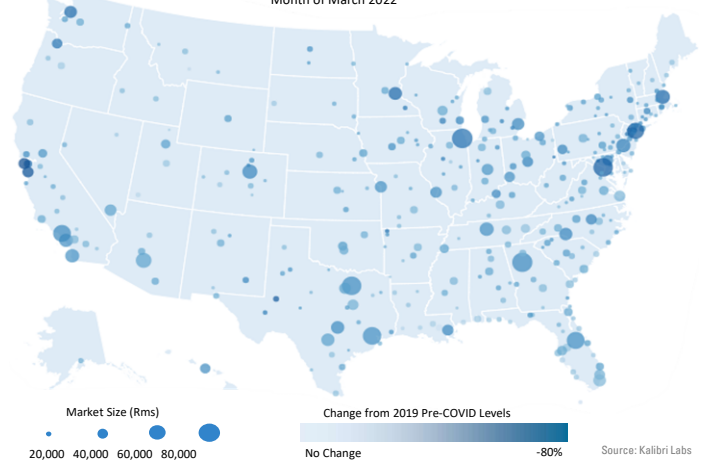 Month of March 2022
Market Size (Rms)
20,000 40,000 60,000 80,000
Change from 2019 Pre-COVID Levels
No Change
-80%
Source: Kalibri Labs